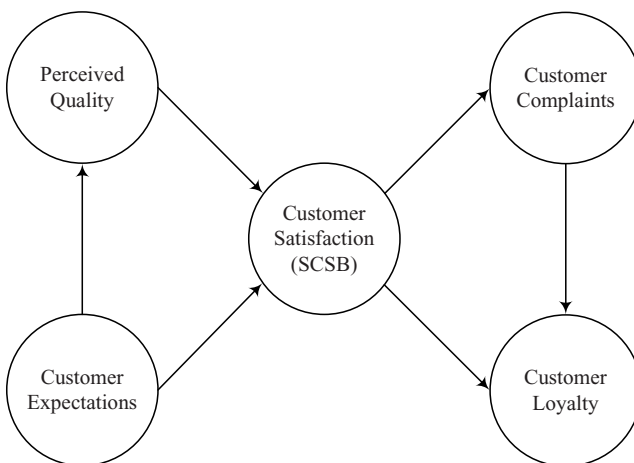 Perceived
Quality
Customer
Complaints
Customer
Satisfaction
(SCSB)
Customer
Expectations
Customer
Loyalty